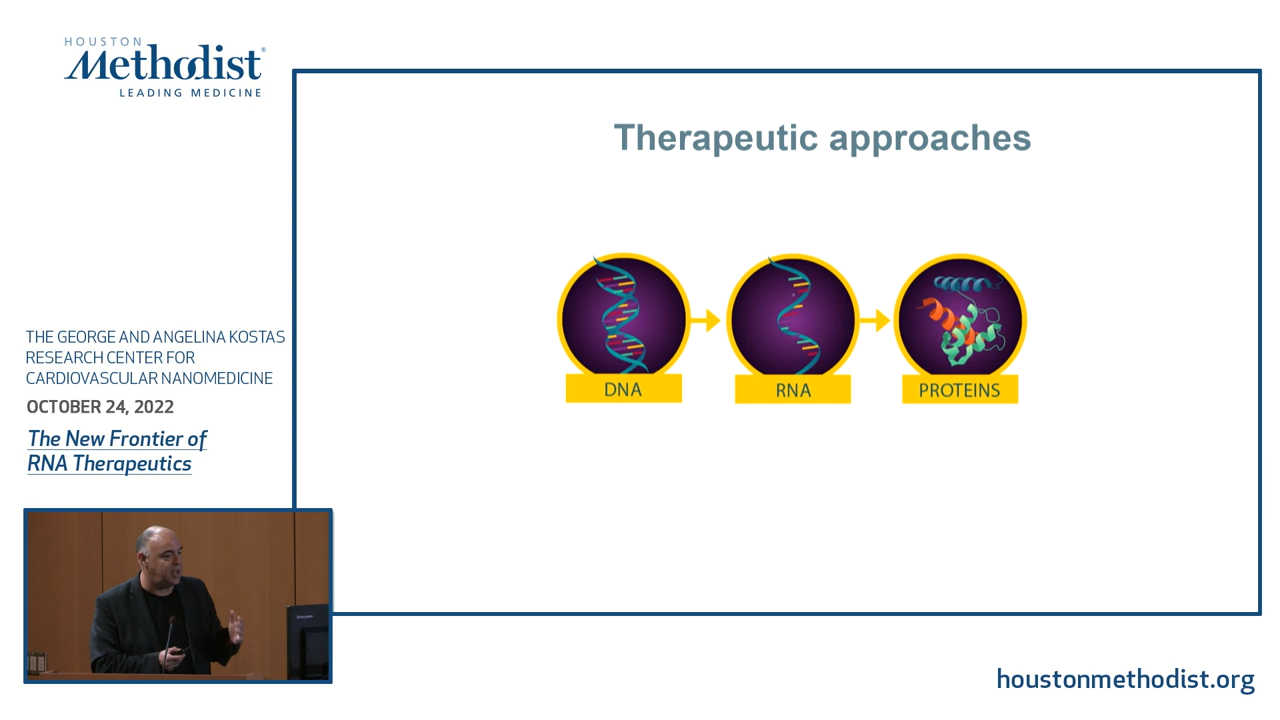 HOUSTON
Methodist®
LEADING MEDICINE
Therapeutic approaches
DNA
RNA
PROTEINS
THE GEORGE AND ANGELINA KOSTAS
RESEARCH CENTER FOR
CARDIOVASCULAR NANOMEDICINE
OCTOBER 24, 2022
The New Frontier of
RNA Therapeutics
houstonmethodist.org